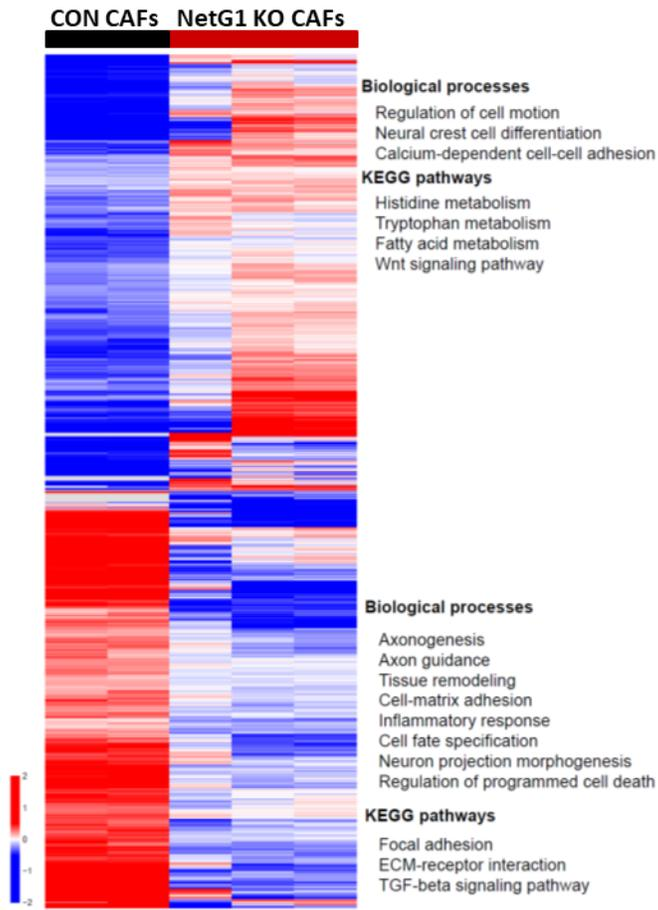 CON CAFs NetG1 KO CAFs
Biological processes
Regulation of cell motion
Neural crest cell differentiation
Calcium-dependent cell-cell adhesion
KEGG pathways
Histidine metabolism
Tryptophan metabolism
Fatty acid metabolism
Wnt signaling pathway
Biological processes
Axonogenesis
Axon guidance
Tissue remodeling
Cell-matrix adhesion
Inflammatory response
Cell fate specification
Neuron projection morphogenesis
Regulation of programmed cell death
KEGG pathways
Focal adhesion
ECM-receptor interaction
TGF-beta signaling pathway
2
1
0
−1
−2